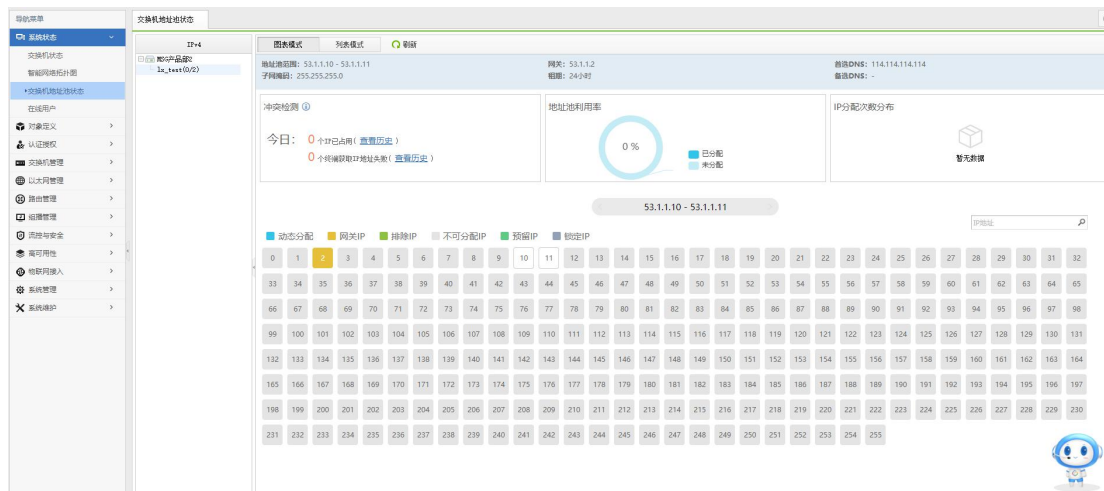 导航菜单
系统状态
交换机状态
智能网络拓扑图
交换机地址池状态
在线用户
对象定义
认证授权
交换机管理
以太网管理
路由管理
组播管理
流控与安全
高可用性
物联网接入
系统管理
系统维护
交换机地址池状态
IPv4
MSG产品部2
lx_test(0/2)
图表模式 列表模式 刷新
地址池范围: 53.1.1.10 - 53.1.1.11 网关: 53.1.1.2 首选DNS: 114.114.114.114
子网掩码: 255.255.255.0 租期: 24小时 备选DNS: -
冲突检测
今日: 0 个IP已占用( 查看历史 )
0 个终端获取IP地址失败( 查看历史 )
地址池利用率
0 %
已分配
未分配
IP分配次数分布
暂无数据
53.1.1.10 - 53.1.1.11
IP地址
动态分配 网关IP 排除IP 不可分配IP 预留IP 锁定IP
0 1 2 3 4 5 6 7 8 9 10 11 12 13 14 15 16 17 18 19 20 21 22 23 24 25 26 27 28 29 30 31 32
33 34 35 36 37 38 39 40 41 42 43 44 45 46 47 48 49 50 51 52 53 54 55 56 57 58 59 60 61 62 63 64 65
66 67 68 69 70 71 72 73 74 75 76 77 78 79 80 81 82 83 84 85 86 87 88 89 90 91 92 93 94 95 96 97 98
99 100 101 102 103 104 105 106 107 108 109 110 111 112 113 114 115 116 117 118 119 120 121 122 123 124 125 126 127 128 129 130 131
132 133 134 135 136 137 138 139 140 141 142 143 144 145 146 147 148 149 150 151 152 153 154 155 156 157 158 159 160 161 162 163 164
165 166 167 168 169 170 171 172 173 174 175 176 177 178 179 180 181 182 183 184 185 186 187 188 189 190 191 192 193 194 195 196 197
198 199 200 201 202 203 204 205 206 207 208 209 210 211 212 213 214 215 216 217 218 219 220 221 222 223 224 225 226 227 228 229 230
231 232 233 234 235 236 237 238 239 240 241 242 243 244 245 246 247 248 249 250 251 252 253 254 255